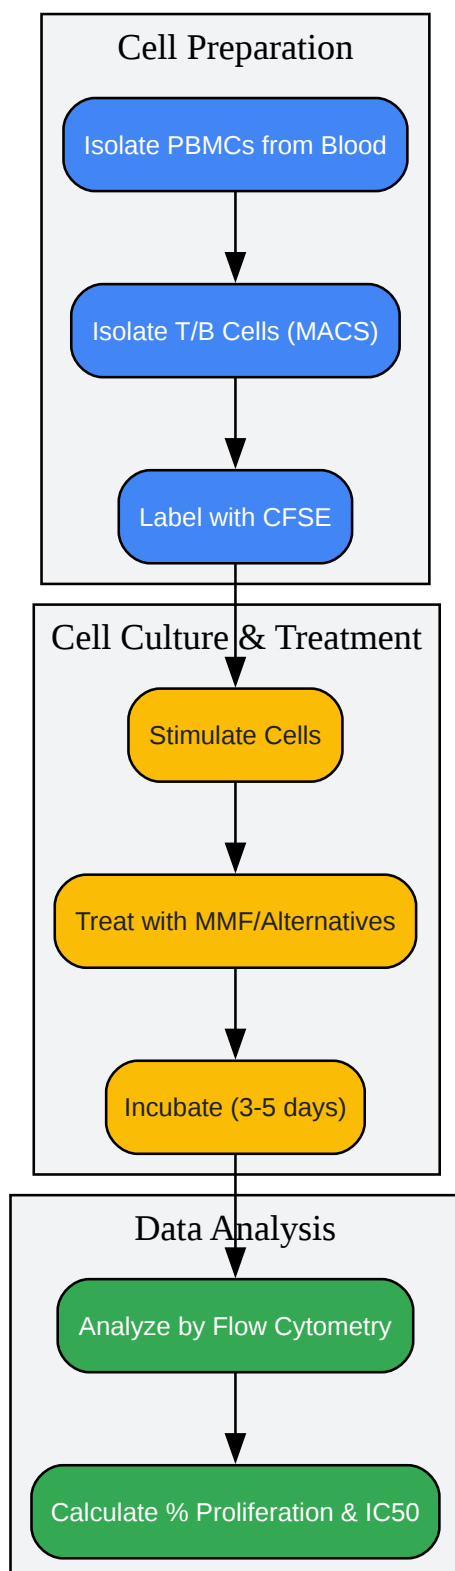 Cell Preparation
Isolate PBMCs from Blood
Isolate T/B Cells (MACS)
Label with CFSE
Cell Culture & Treatment
Stimulate Cells
Treat with MMF/Alternatives
Incubate (3-5 days)
Data Analysis
Analyze by Flow Cytometry
Calculate % Proliferation & IC50